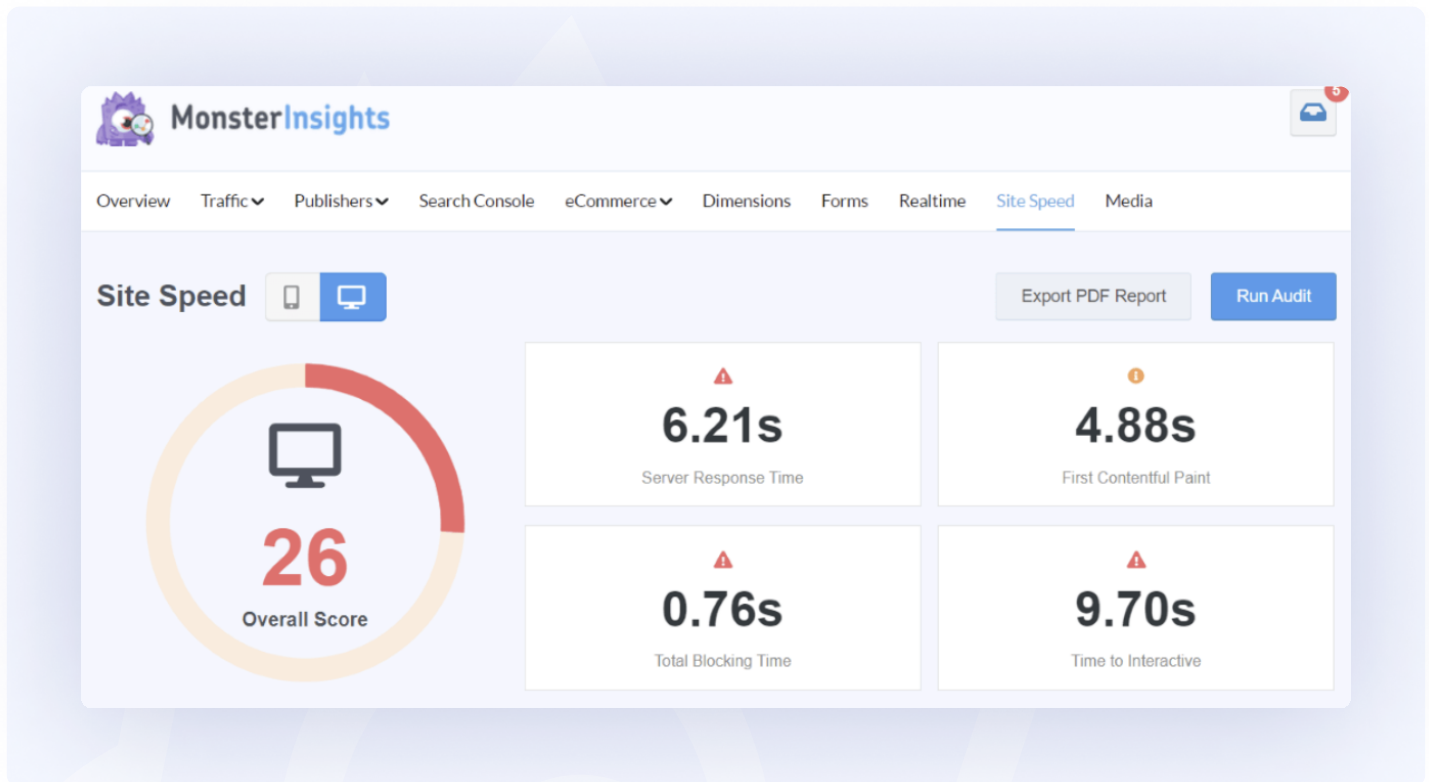 MonsterInsights
5
Overview Traffic Publishers Search Console eCommerce Dimensions Forms Realtime Site Speed Media
Site Speed
Export PDF Report
Run Audit
26
Overall Score
6.21s
Server Response Time
4.88s
First Contentful Paint
0.76s
Total Blocking Time
9.70s
Time to Interactive